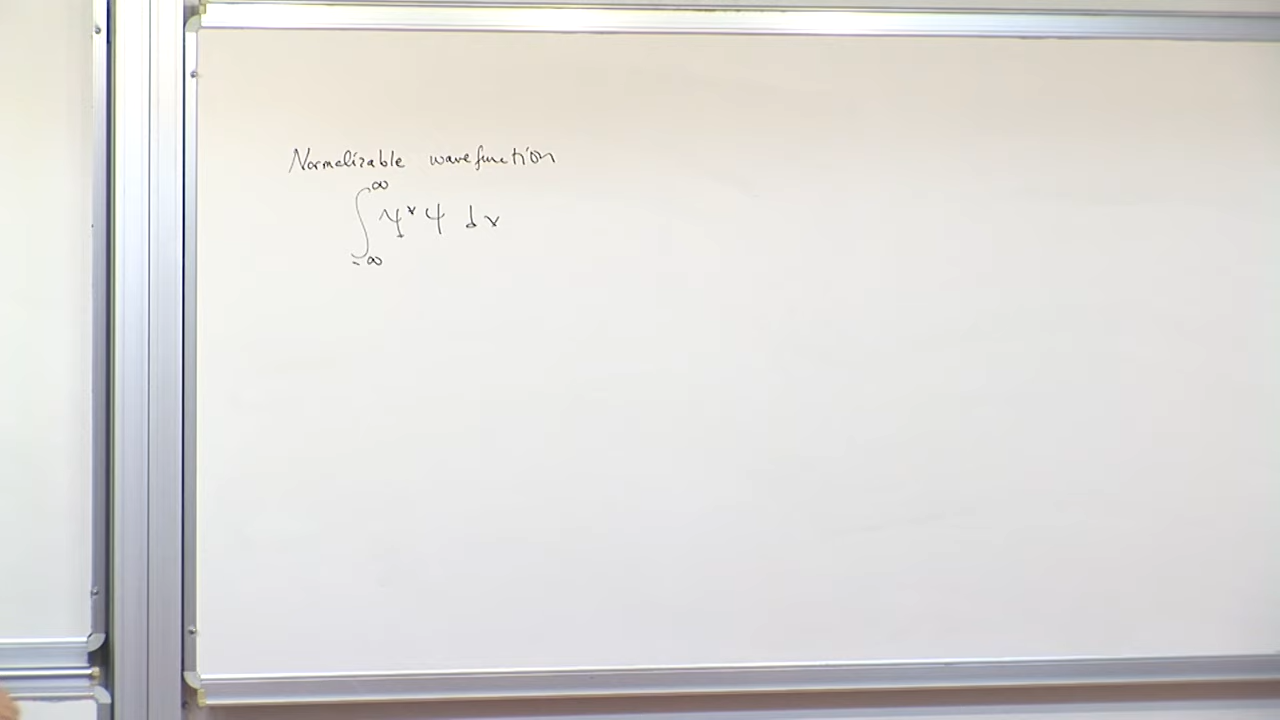 Normalizable wavefunction
∫_{-∞}^{∞} Ψ* Ψ dx